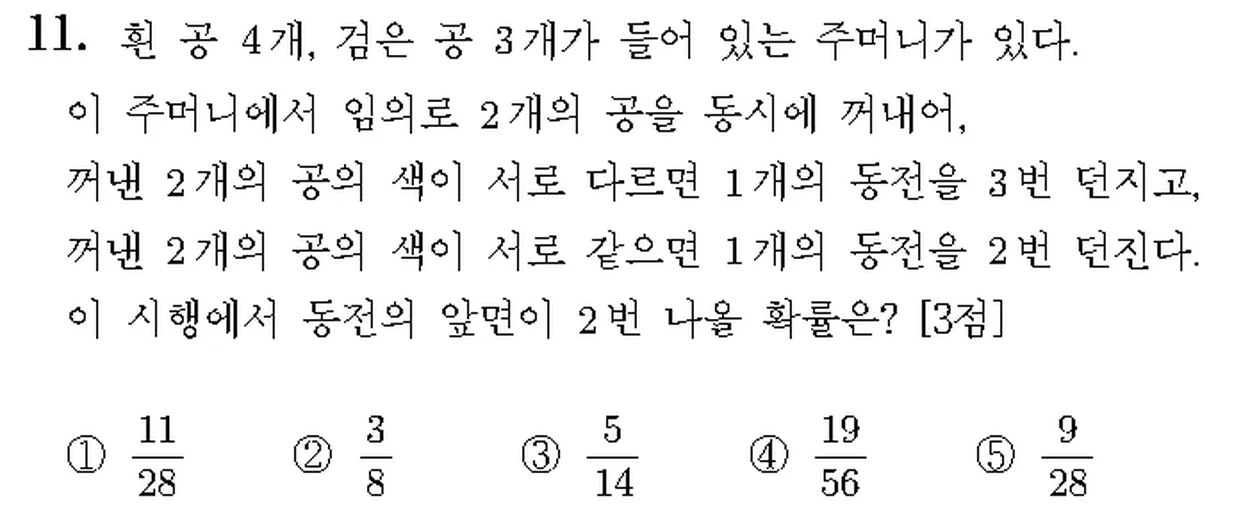 11. 흰 공 4개, 검은 공 3개가 들어 있는 주머니가 있다.
이 주머니에서 임의로 2개의 공을 동시에 꺼내어,
꺼낸 2개의 공의 색이 서로 다르면 1개의 동전을 3번 던지고,
꺼낸 2개의 공의 색이 서로 같으면 1개의 동전을 2번 던진다.
이 시행에서 동전의 앞면이 2번 나올 확률은? [3점]
① 11/28 ② 3/8 ③ 5/14 ④ 19/56 ⑤ 9/28